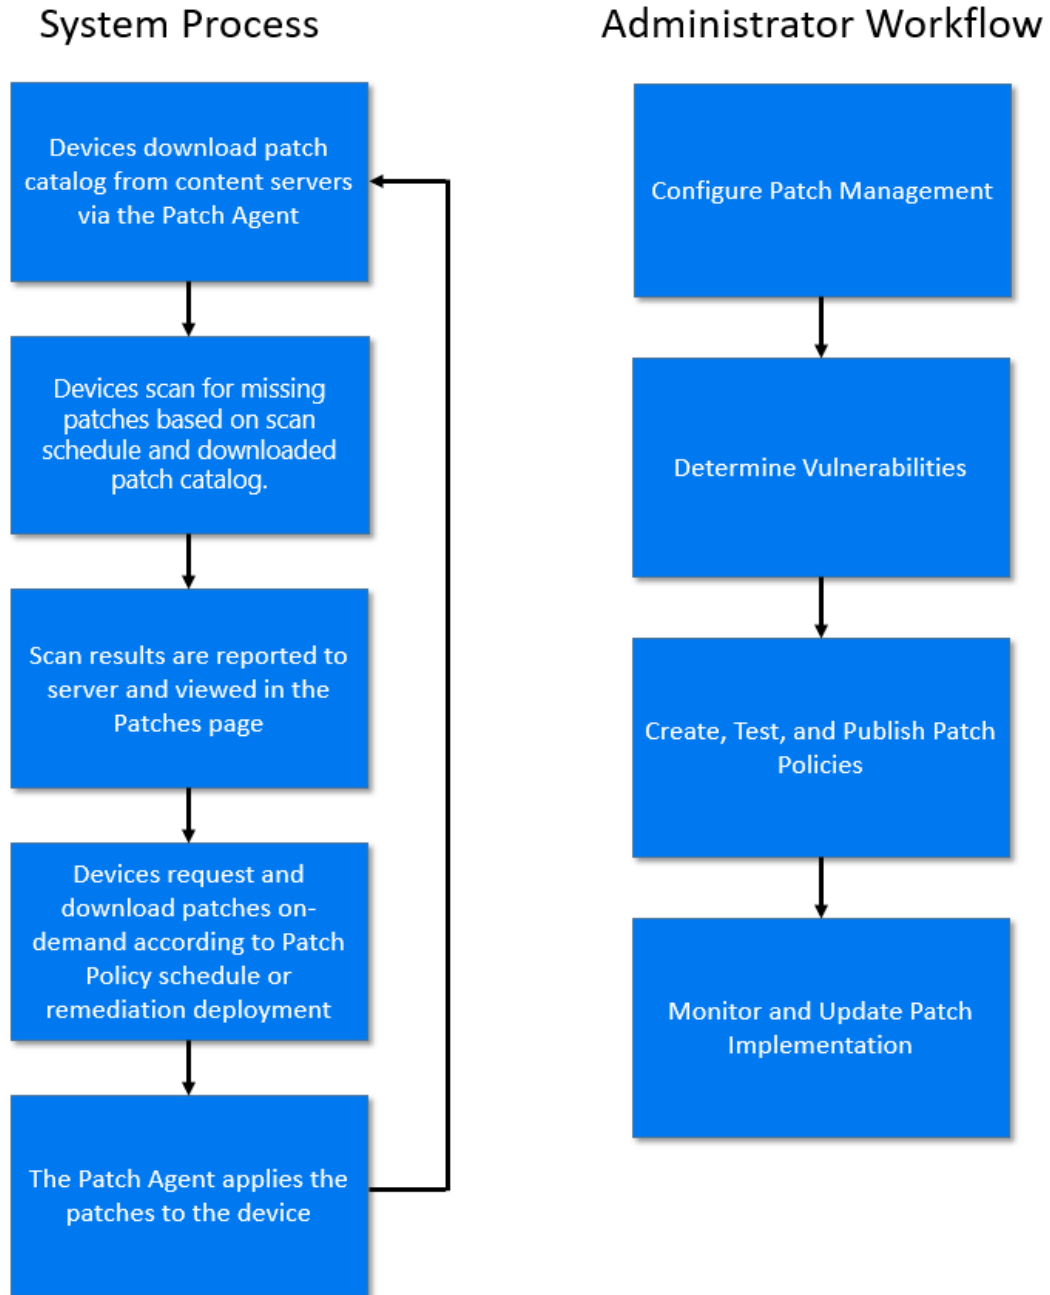 System Process
Devices download patch
catalog from content servers
via the Patch Agent
Devices scan for missing
patches based on scan
schedule and downloaded
patch catalog.
Scan results are reported to
server and viewed in the
Patches page
Devices request and
download patches on-
demand according to Patch
Policy schedule or
remediation deployment
The Patch Agent applies the
patches to the device
Administrator Workflow
Configure Patch Management
Determine Vulnerabilities
Create, Test, and Publish Patch
Policies
Monitor and Update Patch
Implementation